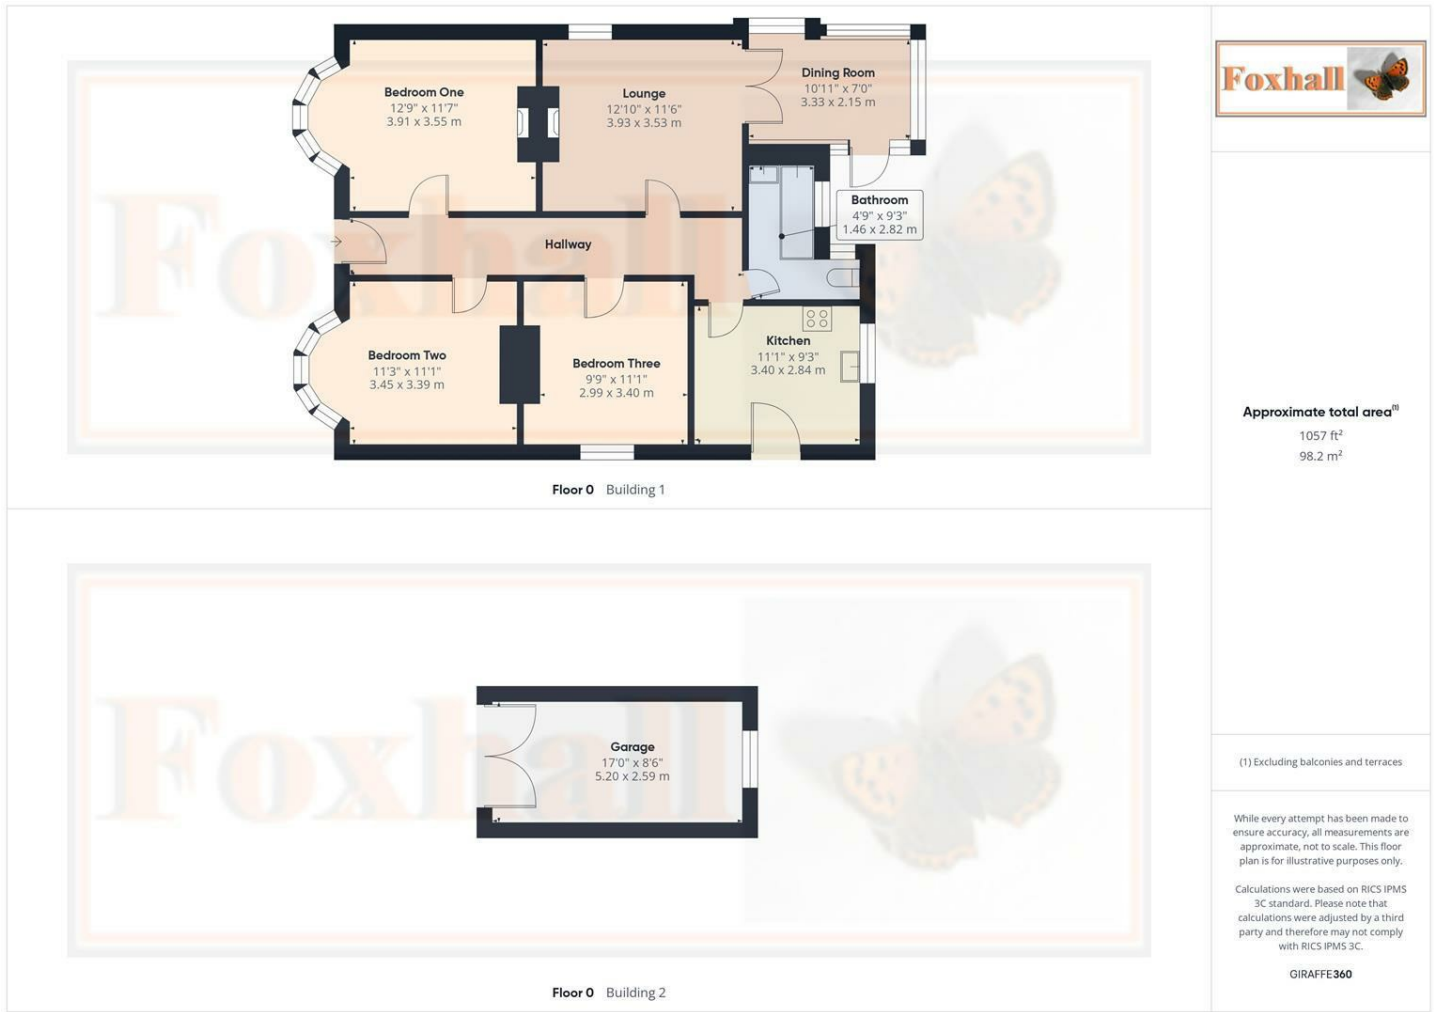 Bedroom One
12'9" x 11'7"
3.91 x 3.55 m
Lounge
12'10" x 11'6"
3.93 x 3.53 m
Dining Room
10'11" x 7'0"
3.33 x 2.15 m
Bathroom
4'9" x 9'3"
1.46 x 2.82 m
Hallway
Bedroom Two
11'3" x 11'1"
3.45 x 3.39 m
Bedroom Three
9'9" x 11'1"
2.99 x 3.40 m
Kitchen
11'1" x 9'3"
3.40 x 2.84 m
Foxhall
Floor 0 Building 1
Garage
17'0" x 8'6"
5.20 x 2.59 m
Foxhall
Floor 0 Building 2
Foxhall
Approximate total area(1)
1057 ft²
98.2 m²
(1) Excluding balconies and terraces
While every attempt has been made to
ensure accuracy, all measurements are
approximate, not to scale. This floor
plan is for illustrative purposes only.
Calculations were based on RICS IPMS
3C standard. Please note that
calculations were adjusted by a third
party and therefore may not comply
with RICS IPMS 3C.
GIRAFFE360